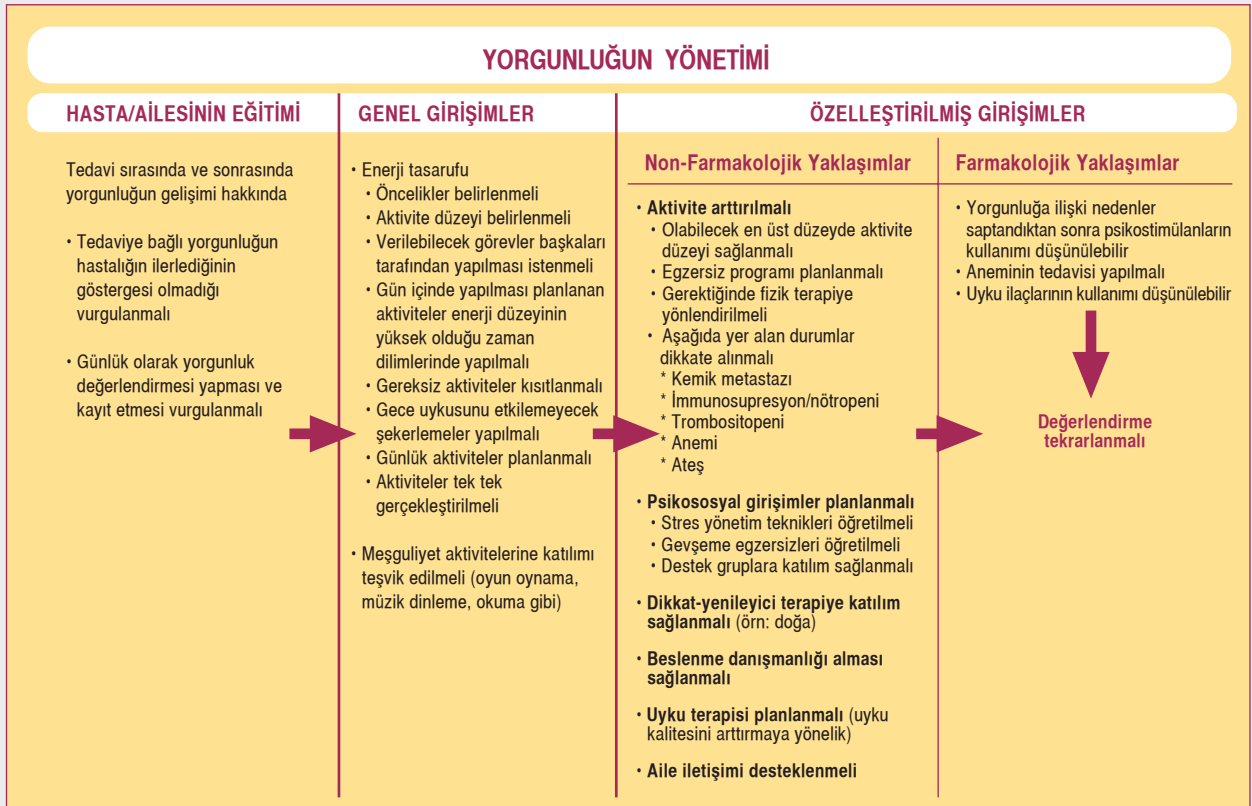 YORGUNLUĞUN YÖNETİMİ
HASTA/AİLESİNİN EĞİTİMİ
Tedavi sırasında ve sonrasında
yorgunluğun gelişimi hakkında
• Tedaviye bağlı yorgunluğun
hastalığın ilerlediğinin
göstergesi olmadığı
vurgulanmalı
• Günlük olarak yorgunluk
değerlendirmesi yapması ve
kayıt etmesi vurgulanmalı
GENEL GİRİŞİMLER
• Enerji tasarufu
• Öncelikler belirlenmeli
• Aktivite düzeyi belirlenmeli
• Verilebilecek görevler başkaları
tarafından yapılması istenmeli
• Gün içinde yapılması planlanan
aktiviteler enerji düzeyinin
yüksek olduğu zaman
dilimlerinde yapılmalı
• Gereksiz aktiviteler kısıtlanmalı
• Gece uykusunu etkilemeyecek
şekerlemeler yapılmalı
• Günlük aktiviteler planlanmalı
• Aktiviteler tek tek
gerçekleştirilmeli
• Meşguliyet aktivitelerine katılımı
teşvik edilmeli (oyun oynama,
müzik dinleme, okuma gibi)
ÖZELLEŞTİRİLMİŞ GİRİŞİMLER
Non-Farmakolojik Yaklaşımlar
• Aktivite arttırılmalı
• Olabilecek en üst düzeyde aktivite
düzeyi sağlanmalı
• Egzersiz programı planlanmalı
• Gerektiğinde fizik terapiye
yönlendirilmeli
• Aşağıda yer alan durumlar
dikkate alınmalı
* Kemik metastazı
* İmmunosupresyon/nötropeni
* Trombositopeni
* Anemi
* Ateş
• Psikososyal girişimler planlanmalı
• Stres yönetim teknikleri öğretilmeli
• Gevşeme egzersizleri öğretilmeli
• Destek gruplara katılım sağlanmalı
• Dikkat-yenileyici terapiye katılım
sağlanmalı (örn: doğa)
• Beslenme danışmanlığı alması
sağlanmalı
• Uyku terapisi planlanmalı (uyku
kalitesini arttırmaya yönelik)
• Aile iletişimi desteklenmeli
Farmakolojik Yaklaşımlar
• Yorgunluğa ilişki nedenler
saptandıktan sonra psikostimülanların
kullanımı düşünülebilir
• Aneminin tedavisi yapılmalı
• Uyku ilaçlarının kullanımı düşünülebilir
Değerlendirme
tekrarlanmalı